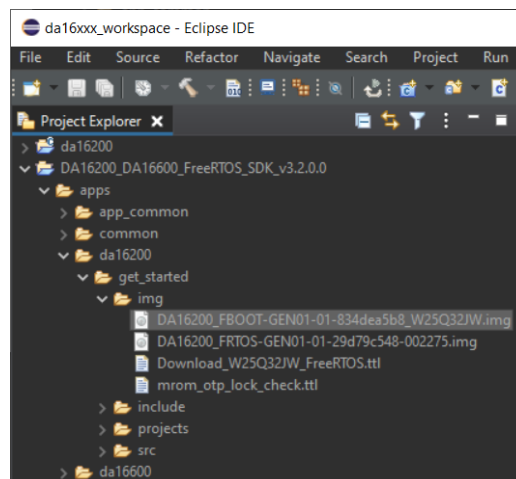 da16xxx_workspace - Eclipse IDE
File Edit Source Refactor Navigate Search Project Run
Project Explorer
da16200
DA16200_DA16600_FreeRTOS_SDK_v3.2.0.0
apps
app_common
common
da16200
get_started
img
DA16200_FBOOT-GEN01-01-834dea5b8_W25Q32JW.img
DA16200_FRTOS-GEN01-01-29d79c548-002275.img
Download_W25Q32JW_FreeRTOS.ttl
mrom_otp_lock_check.ttl
include
projects
src
da16600